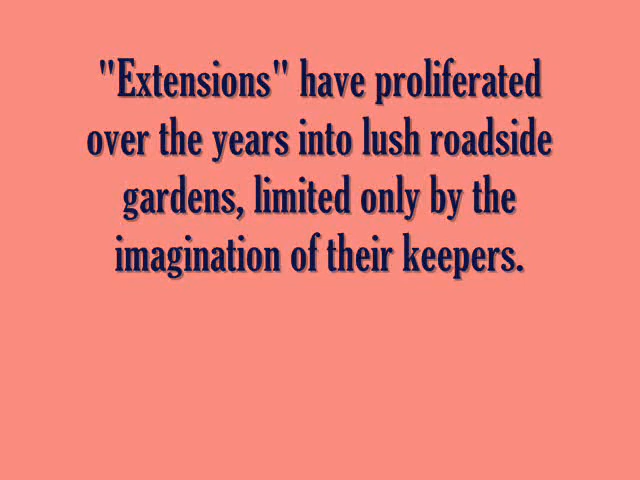 "Extensions" have proliferated
over the years into lush roadside
gardens, limited only by the
imagination of their keepers.